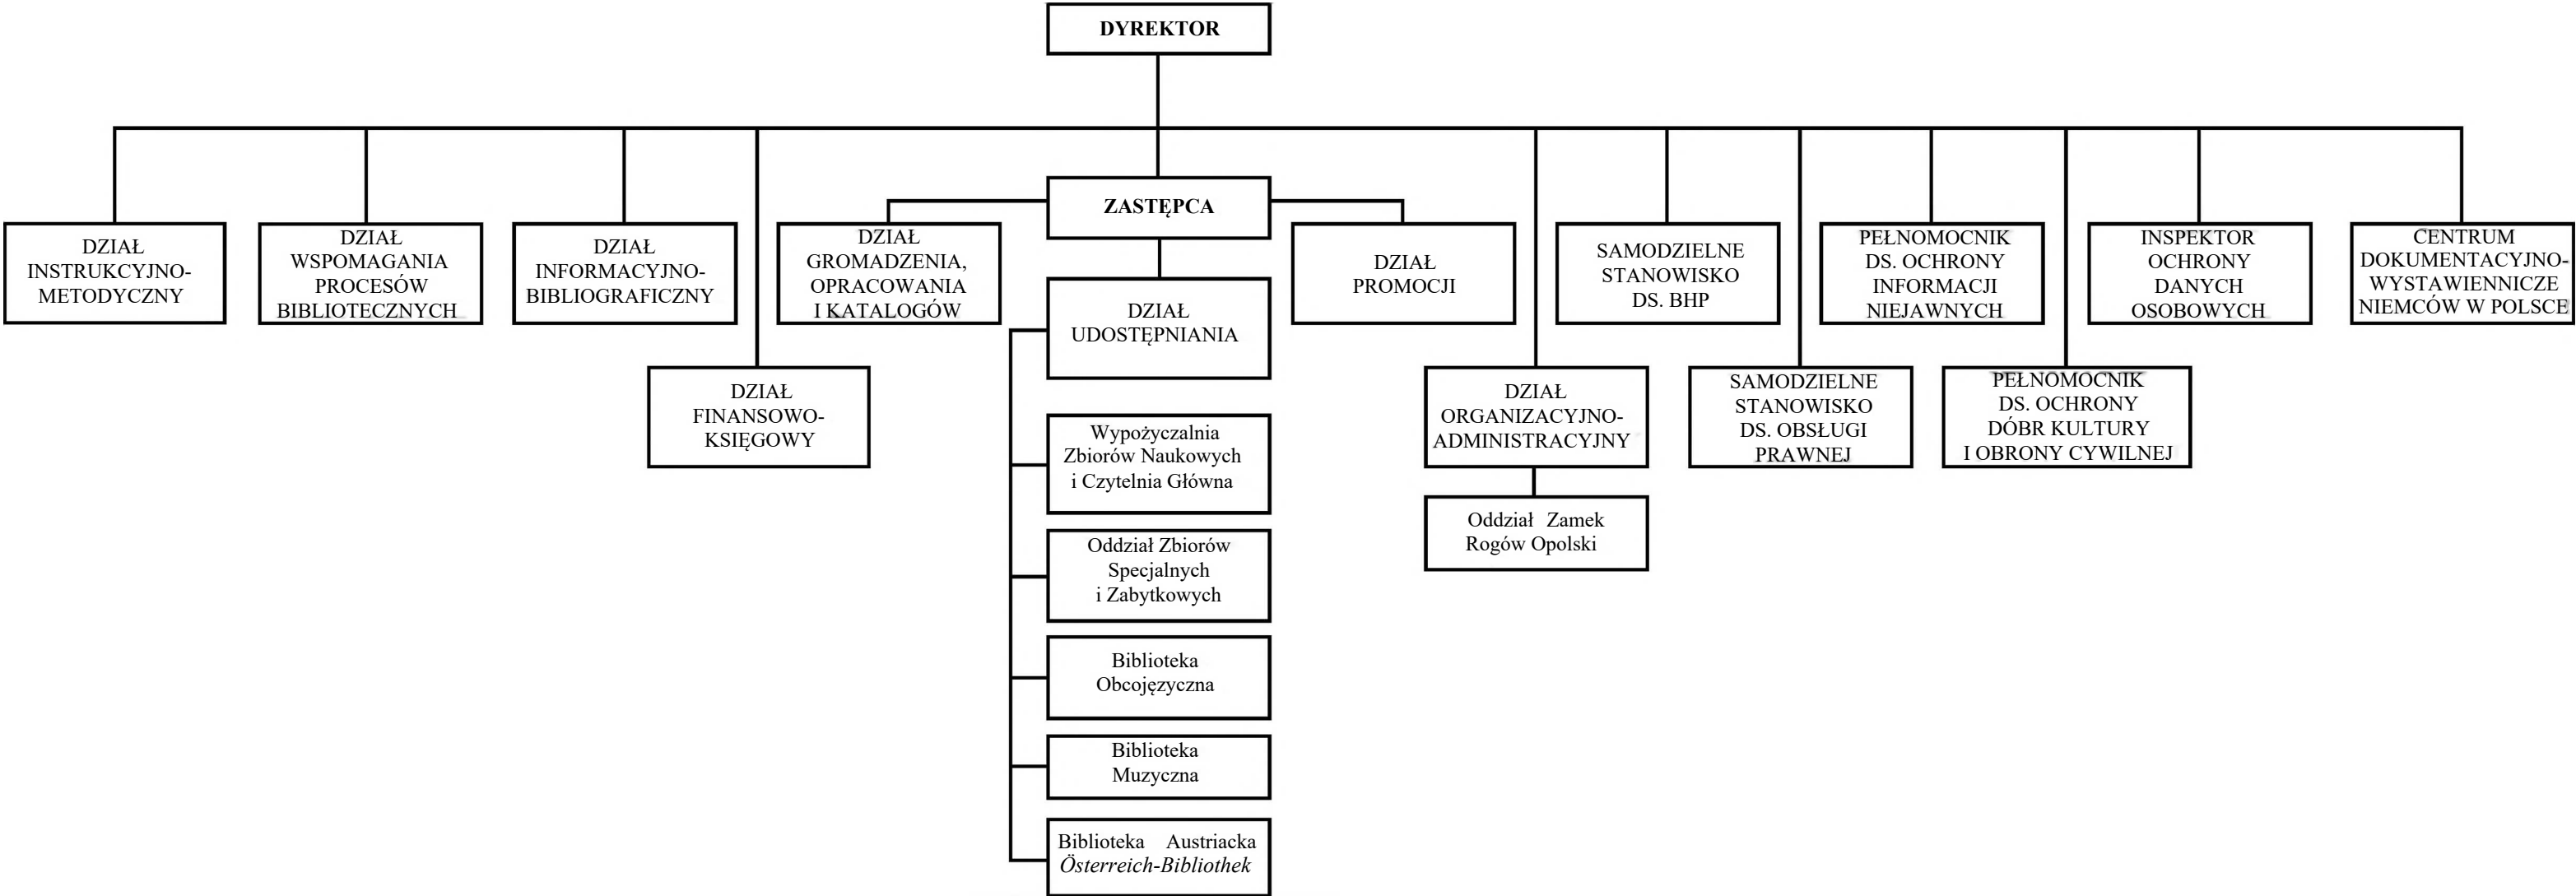 DYREKTOR
ZASTĘPCA
DZIAŁ
INSTRUKCYJNO-
METODYCZNY
DZIAŁ
WSPOMAGANIA
PROCESÓW
BIBLIOTECZNYCH
DZIAŁ
INFORMACYJNO-
BIBLIOGRAFICZNY
DZIAŁ
GROMADZENIA,
OPRACOWANIA
I KATALOGÓW
DZIAŁ
UDOSTĘPNIANIA
DZIAŁ
PROMOCJI
SAMODZIELNE
STANOWISKO
DS. BHP
PEŁNOMOCNIK
DS. OCHRONY
INFORMACJI
NIEJAWNYCH
INSPEKTOR
OCHRONY
DANYCH
OSOBOWYCH
CENTRUM
DOKUMENTACYJNO-
WYSTAWIENNICZE
NIEMCÓW W POLSCE
DZIAŁ
FINANSOWO-
KSIĘGOWY
DZIAŁ
ORGANIZACYJNO-
ADMINISTRACYJNY
SAMODZIELNE
STANOWISKO
DS. OBSŁUGI
PRAWNEJ
PEŁNOMOCNIK
DS. OCHRONY
DÓBR KULTURY
I OBRONY CYWILNEJ
Wypożyczalnia
Zbiorów Naukowych
i Czytelnia Główna
Oddział Zamek
Rogów Opolski
Oddział Zbiorów
Specjalnych
i Zabytkowych
Biblioteka
Obcojęzyczna
Biblioteka
Muzyczna
Biblioteka Austriacka
Österreich-Bibliothek